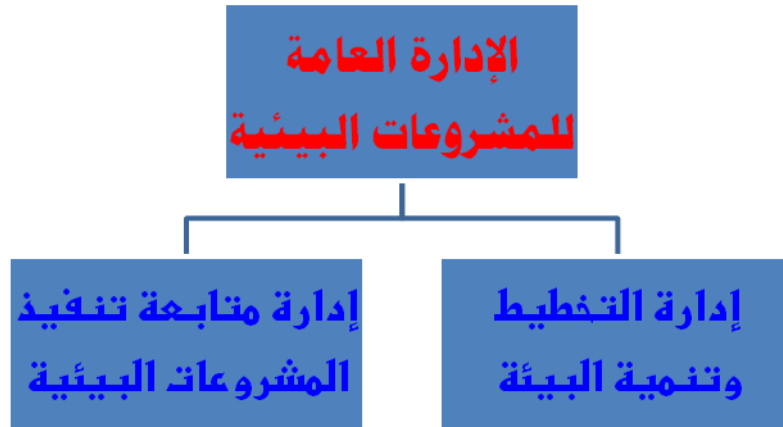 الإدارة العامة
للمشروعات البيئية
إدارة التخطيط
وتنمية البيئة
إدارة متابعة تنفيذ
المشروعات البيئية